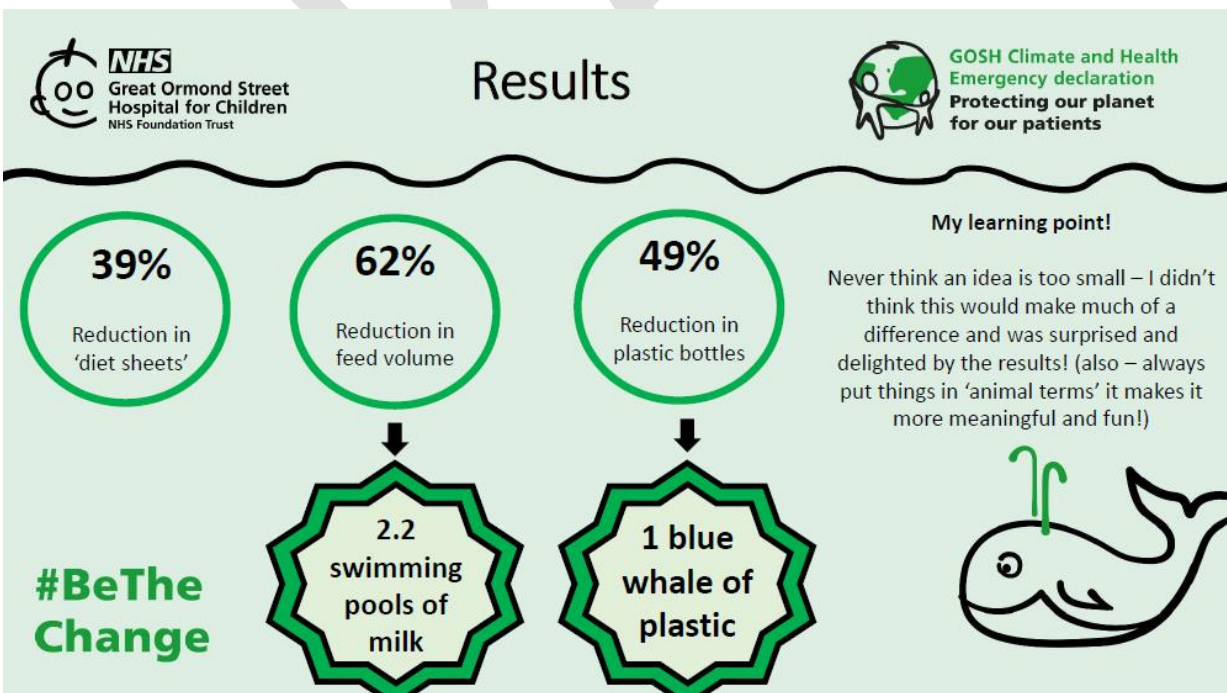 NHS
Great Ormond Street
Hospital for Children
NHS Foundation Trust
Results
GOSH Climate and Health
Emergency declaration
Protecting our planet
for our patients
39%
Reduction in
‘diet sheets’
62%
Reduction in
feed volume
49%
Reduction in
plastic bottles
My learning point!
Never think an idea is too small – I didn’t
think this would make much of a
difference and was surprised and
delighted by the results! (also – always
put things in ‘animal terms’ it makes it
more meaningful and fun!)
#BeThe
Change
2.2
swimming
pools of
milk
1 blue
whale of
plastic